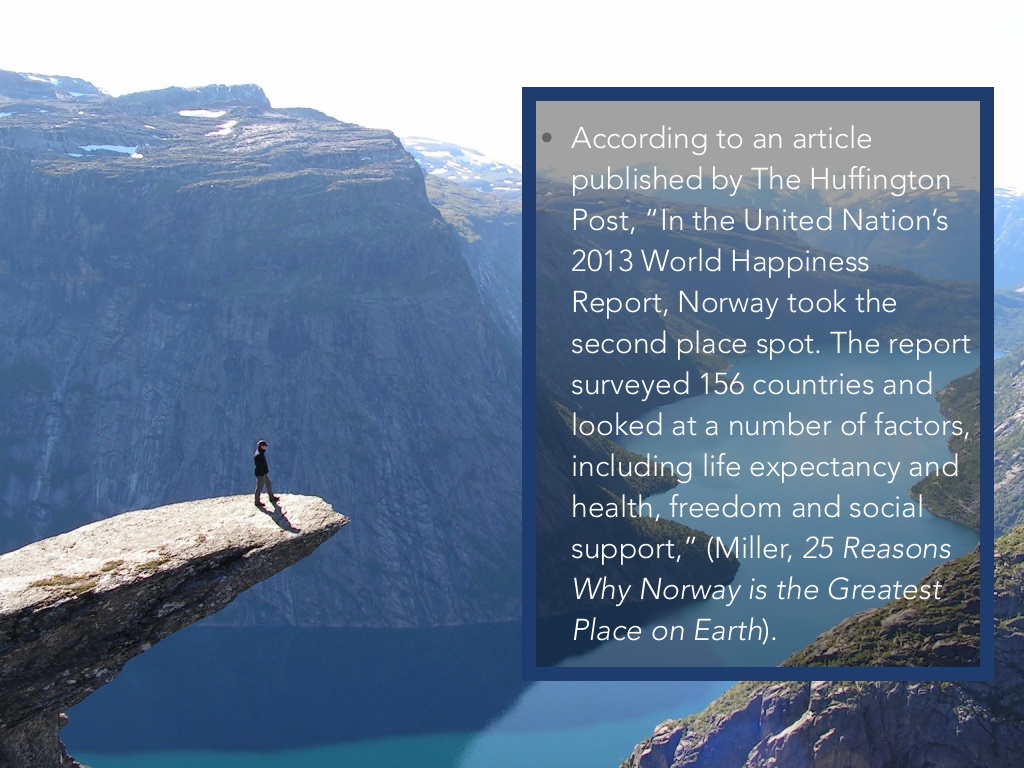 • According to an article
published by The Huffington
Post, “In the United Nation’s
2013 World Happiness
Report, Norway took the
second place spot. The report
surveyed 156 countries and
looked at a number of factors,
including life expectancy and
health, freedom and social
support,” (Miller, 25 Reasons
Why Norway is the Greatest
Place on Earth).